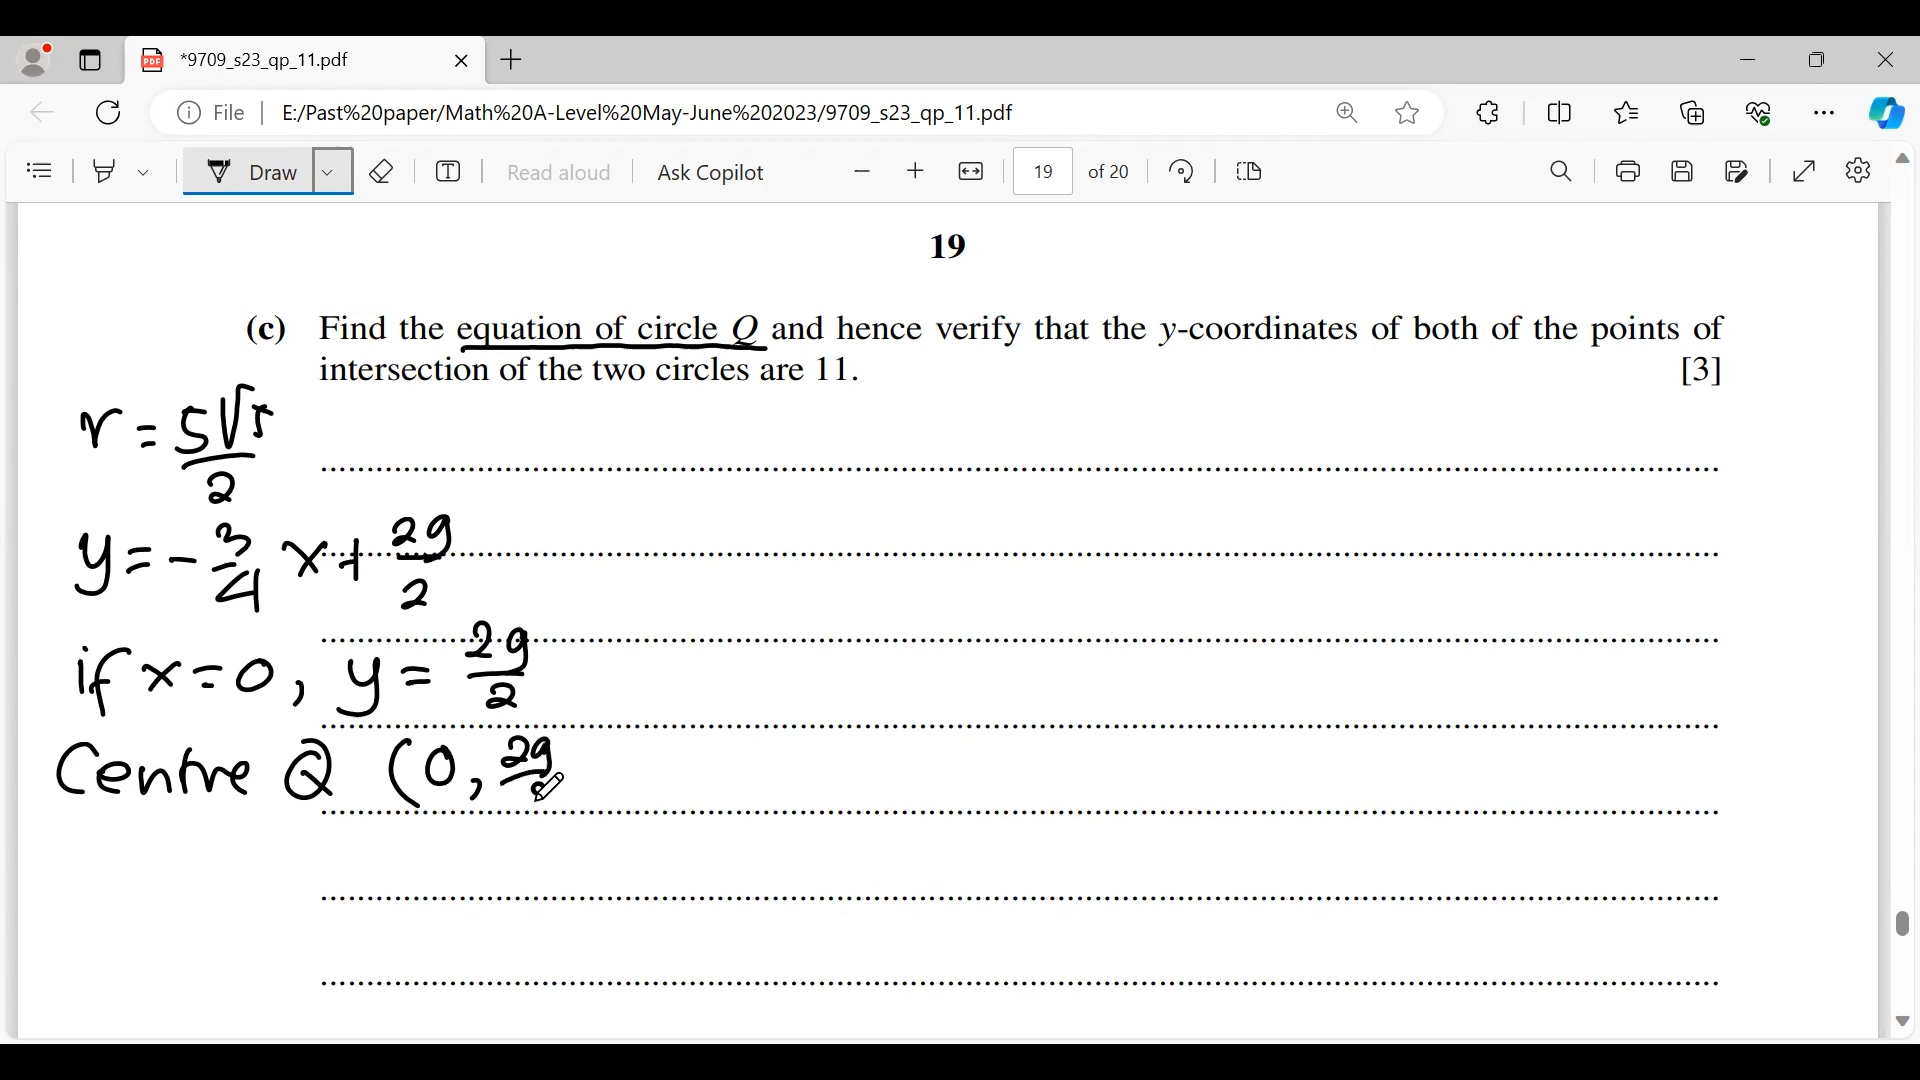 *9709_s23_qp_11.pdf
File E:/Past%20paper/Math%20A-Level%20May-June%202023/9709_s23_qp_11.pdf
Draw Read aloud Ask Copilot 19 of 20
19
(c) Find the equation of circle Q and hence verify that the y-coordinates of both of the points of
intersection of the two circles are 11. [3]
r = 5√5/2
y = -3/4 x + 29/2
if x = 0, y = 29/2
Centre Q (0, 29/